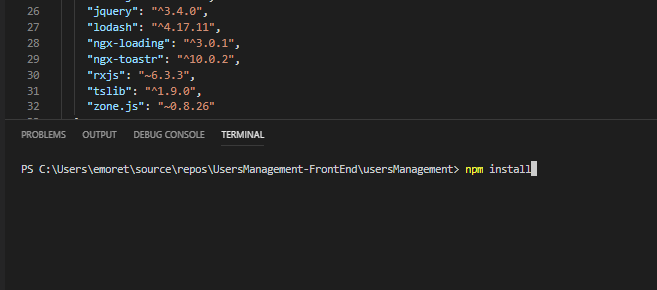 26 "jquery": "^3.4.0",
27 "lodash": "^4.17.11",
28 "ngx-loading": "^3.0.1",
29 "ngx-toastr": "^10.0.2",
30 "rxjs": "~6.3.3",
31 "tslib": "^1.9.0",
32 "zone.js": "~0.8.26"
PROBLEMS OUTPUT DEBUG CONSOLE TERMINAL
PS C:\Users\emoret\source\repos\UsersManagement-FrontEnd\usersManagement> npm install